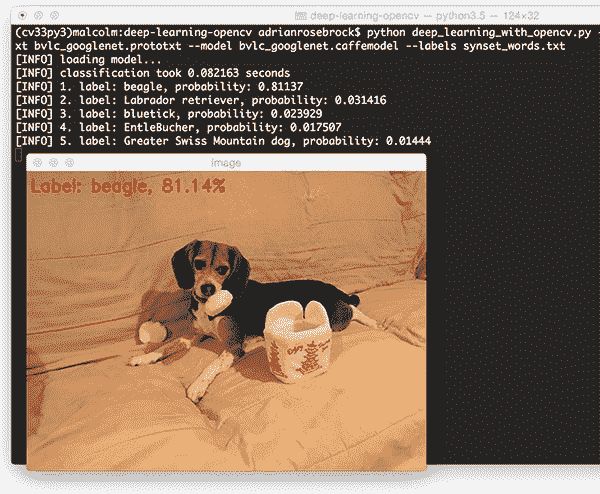 deep-learning-opencv — python3.5 — 124×32
(cv33py3)malcolm:deep-learning-opencv adrianrosebrock$ python deep_learning_with_opencv.py -
xt bvlc_googlenet.prototxt --model bvlc_googlenet.caffemodel --labels synset_words.txt
[INFO] loading model...
[INFO] classification took 0.082163 seconds
[INFO] 1. label: beagle, probability: 0.81137
[INFO] 2. label: Labrador retriever, probability: 0.031416
[INFO] 3. label: bluetick, probability: 0.023929
[INFO] 4. label: EntleBucher, probability: 0.017507
[INFO] 5. label: Greater Swiss Mountain dog, probability: 0.01444
Image
Label: beagle, 81.14%